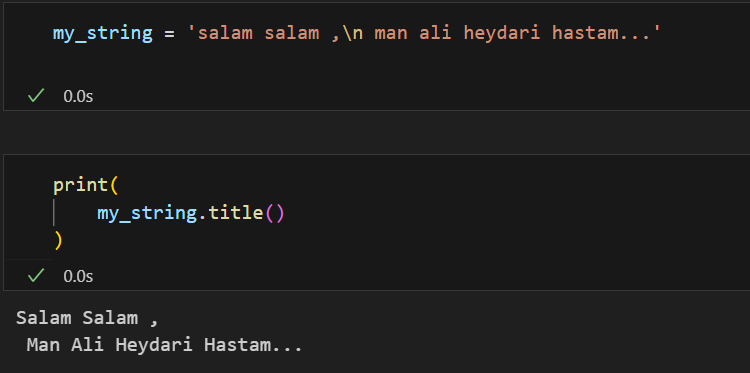 my_string = 'salam salam ,\n man ali heydari hastam...'
✓ 0.0s
print(
    my_string.title()
)
✓ 0.0s
Salam Salam ,
 Man Ali Heydari Hastam...